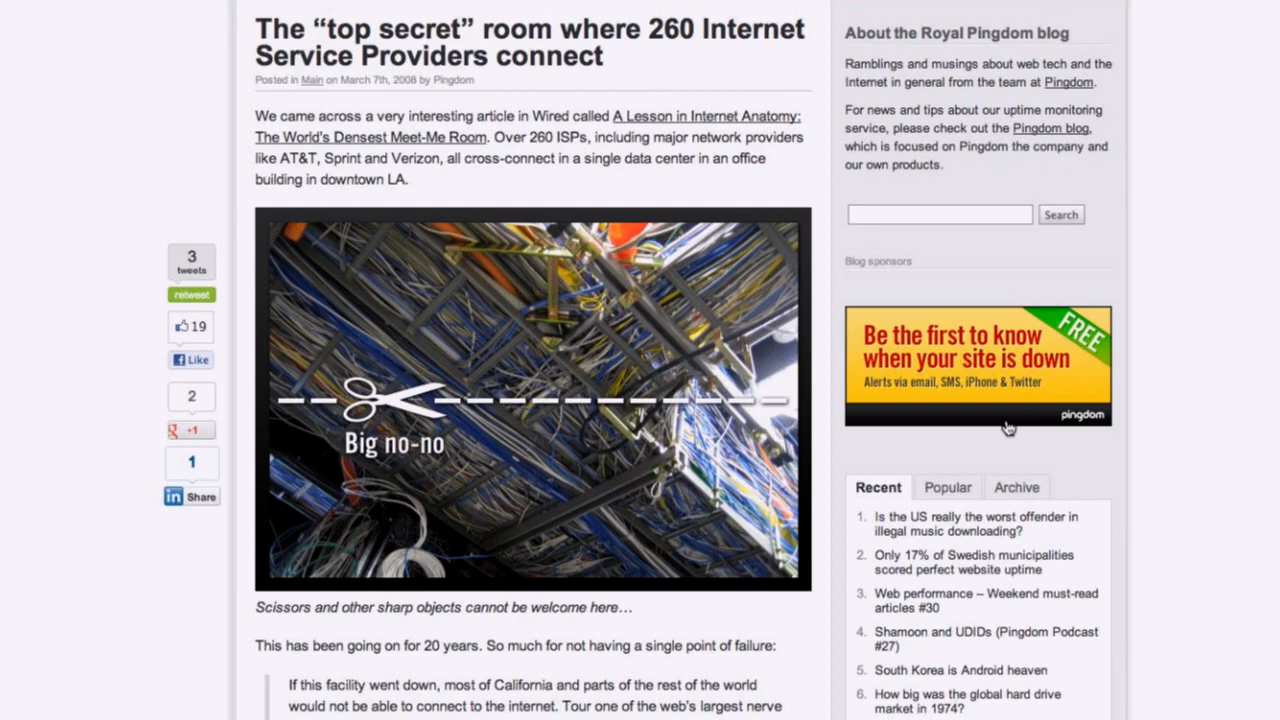 The “top secret” room where 260 Internet
Service Providers connect
Posted in Main on March 7th, 2008 by Pingdom
We came across a very interesting article in Wired called A Lesson in Internet Anatomy:
The World’s Densest Meet-Me Room. Over 260 ISPs, including major network providers
like AT&T, Sprint and Verizon, all cross-connect in a single data center in an office
building in downtown LA.
3
tweets
retweet
19
Like
2
+1
1
in Share
Big no-no
Scissors and other sharp objects cannot be welcome here…
This has been going on for 20 years. So much for not having a single point of failure:
If this facility went down, most of California and parts of the rest of the world
would not be able to connect to the internet. Tour one of the web’s largest nerve
About the Royal Pingdom blog
Ramblings and musings about web tech and the
Internet in general from the team at Pingdom.
For news and tips about our uptime monitoring
service, please check out the Pingdom blog,
which is focused on Pingdom the company and
our own products.
Search
Blog sponsors
FREE
Be the first to know
when your site is down
Alerts via email, SMS, iPhone & Twitter
pingdom
Recent Popular Archive
1. Is the US really the worst offender in
illegal music downloading?
2. Only 17% of Swedish municipalities
scored perfect website uptime
3. Web performance – Weekend must-read
articles #30
4. Shamoon and UDIDs (Pingdom Podcast
#27)
5. South Korea is Android heaven
6. How big was the global hard drive
market in 1974?